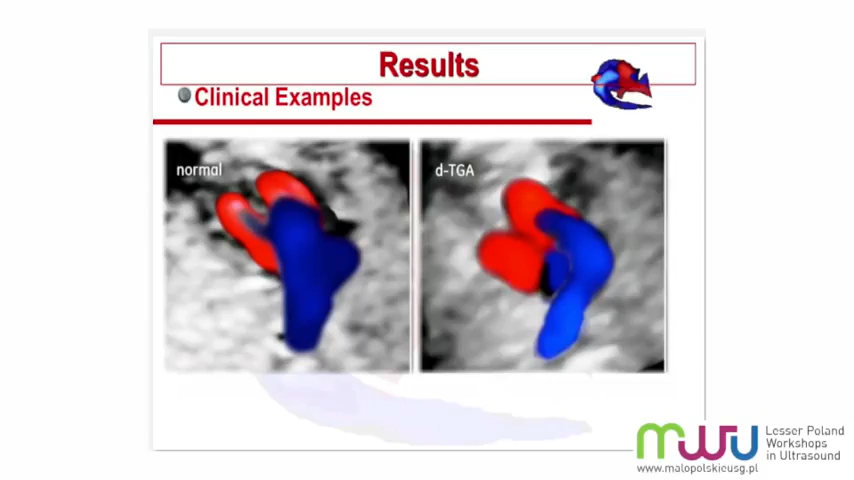 Results
Clinical Examples
normal
d-TGA
mwu
Lesser Poland
Workshops
in Ultrasound
www.malopolskieusg.pl